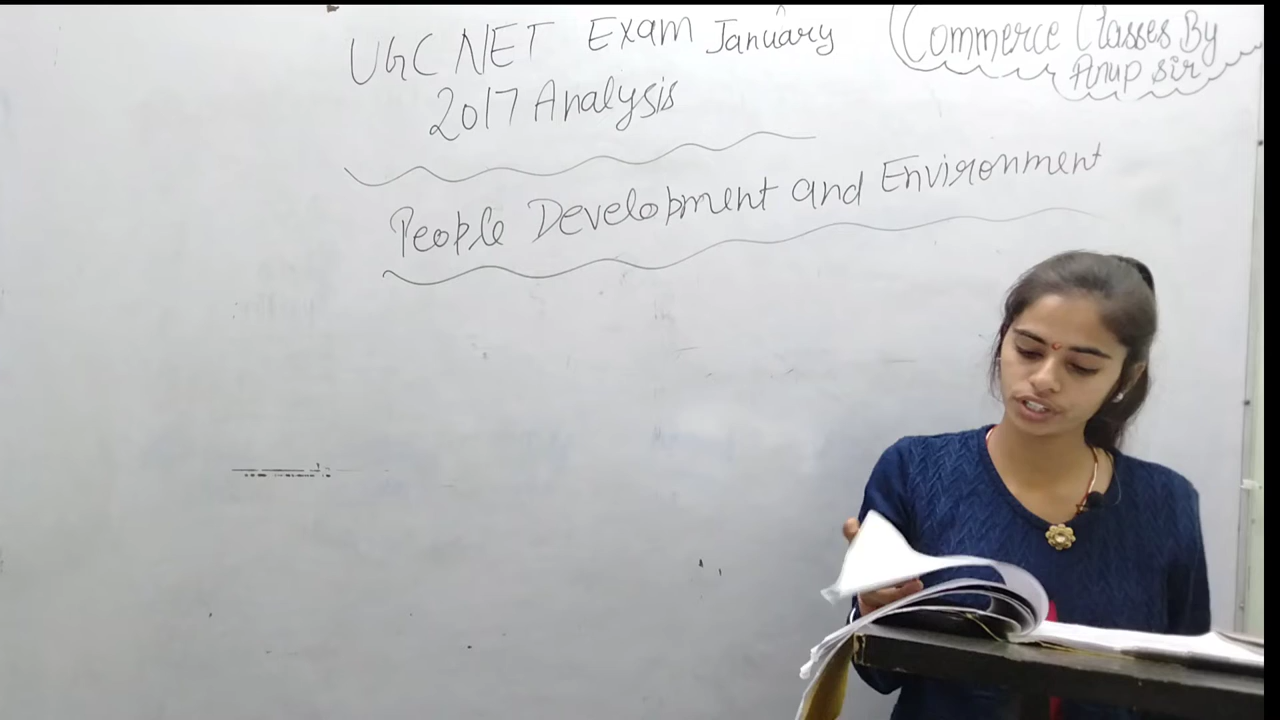 UGC NET Exam January
2017 Analysis
Commerce Classes By
Anup Sir
People Development and Environment